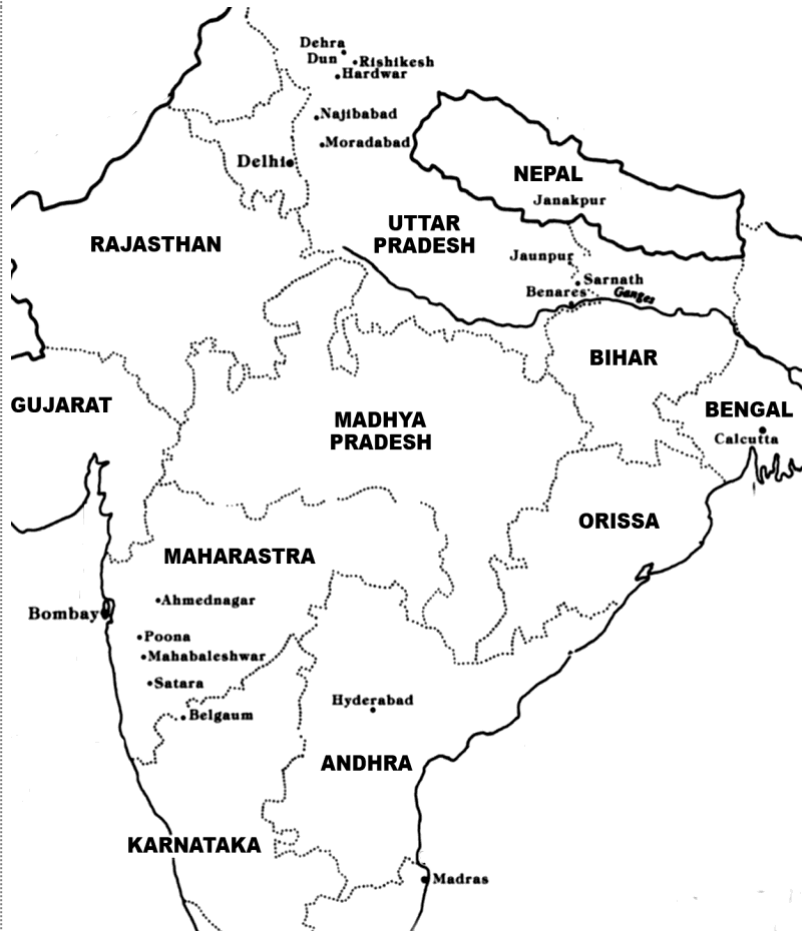 Dehra
Dun
Rishikesh
Hardwar
Najibabad
Moradabad
Delhi
NEPAL
Janakpur
UTTAR
PRADESH
RAJASTHAN
Jaunpur
Sarnath
Benares
Ganges
BIHAR
GUJARAT
BENGAL
Calcutta
MADHYA
PRADESH
ORISSA
MAHARASTRA
Ahmednagar
Bombay
Poona
Mahabaleshwar
Satara
Belgaum
Hyderabad
ANDHRA
KARNATAKA
Madras